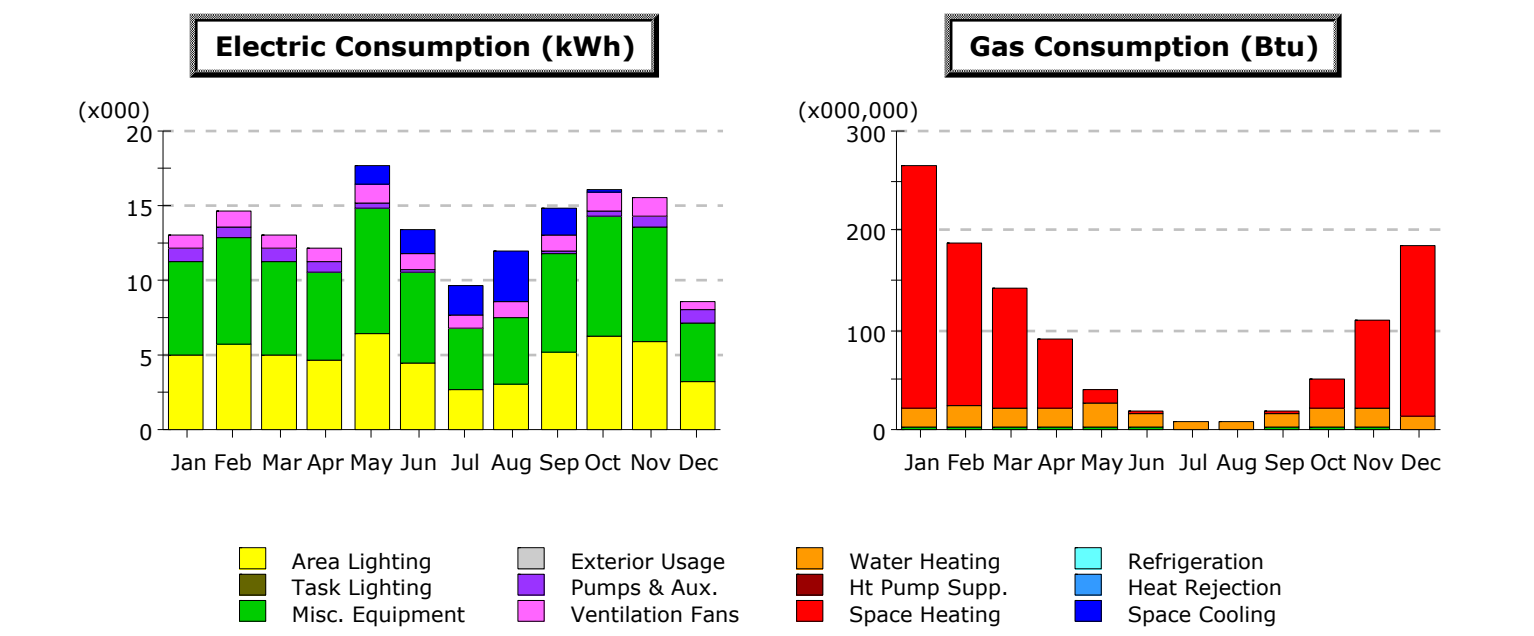 Electric Consumption (kWh)
Gas Consumption (Btu)
(x000)
20
15
10
5
0
Jan Feb Mar Apr May Jun Jul Aug Sep Oct Nov Dec
(x000,000)
300
200
100
0
Jan Feb Mar Apr May Jun Jul Aug Sep Oct Nov Dec
Area Lighting
Task Lighting
Misc. Equipment
Exterior Usage
Pumps & Aux.
Ventilation Fans
Water Heating
Ht Pump Supp.
Space Heating
Refrigeration
Heat Rejection
Space Cooling